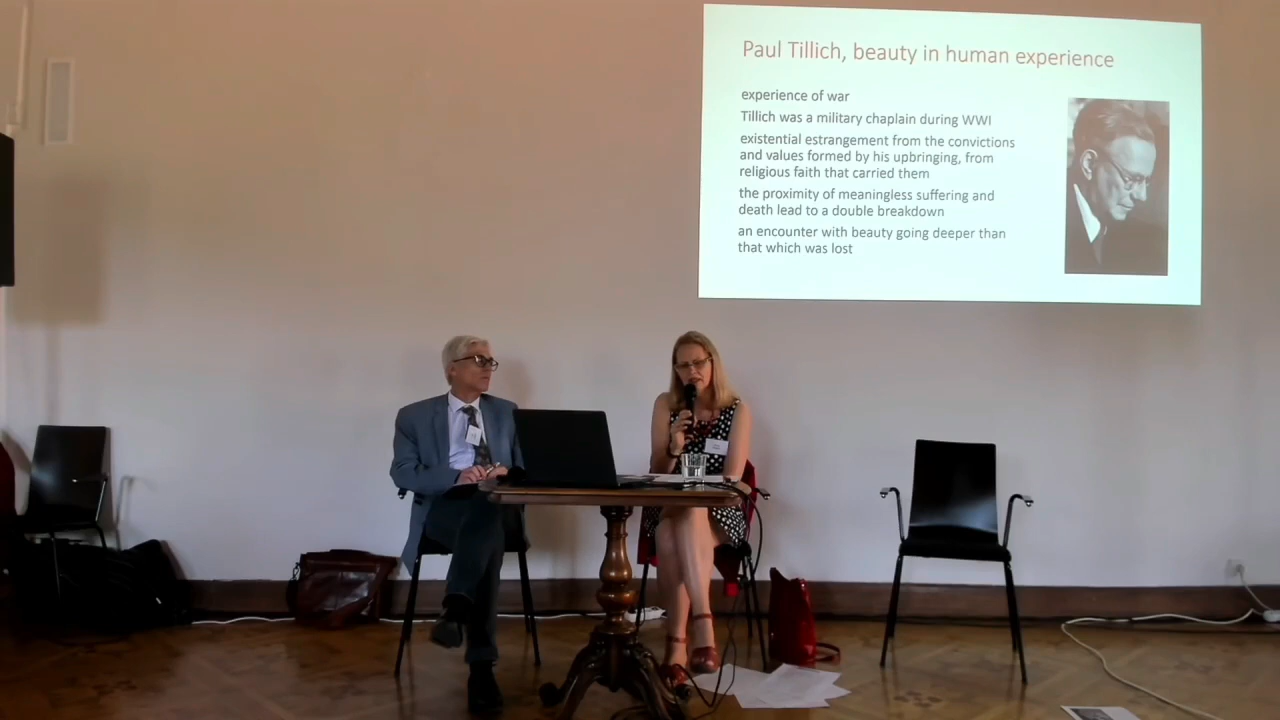 Paul Tillich, beauty in human experience
experience of war
Tillich was a military chaplain during WWI
existential estrangement from the convictions
and values formed by his upbringing, from
religious faith that carried them
the proximity of meaningless suffering and
death lead to a double breakdown
an encounter with beauty going deeper than
that which was lost